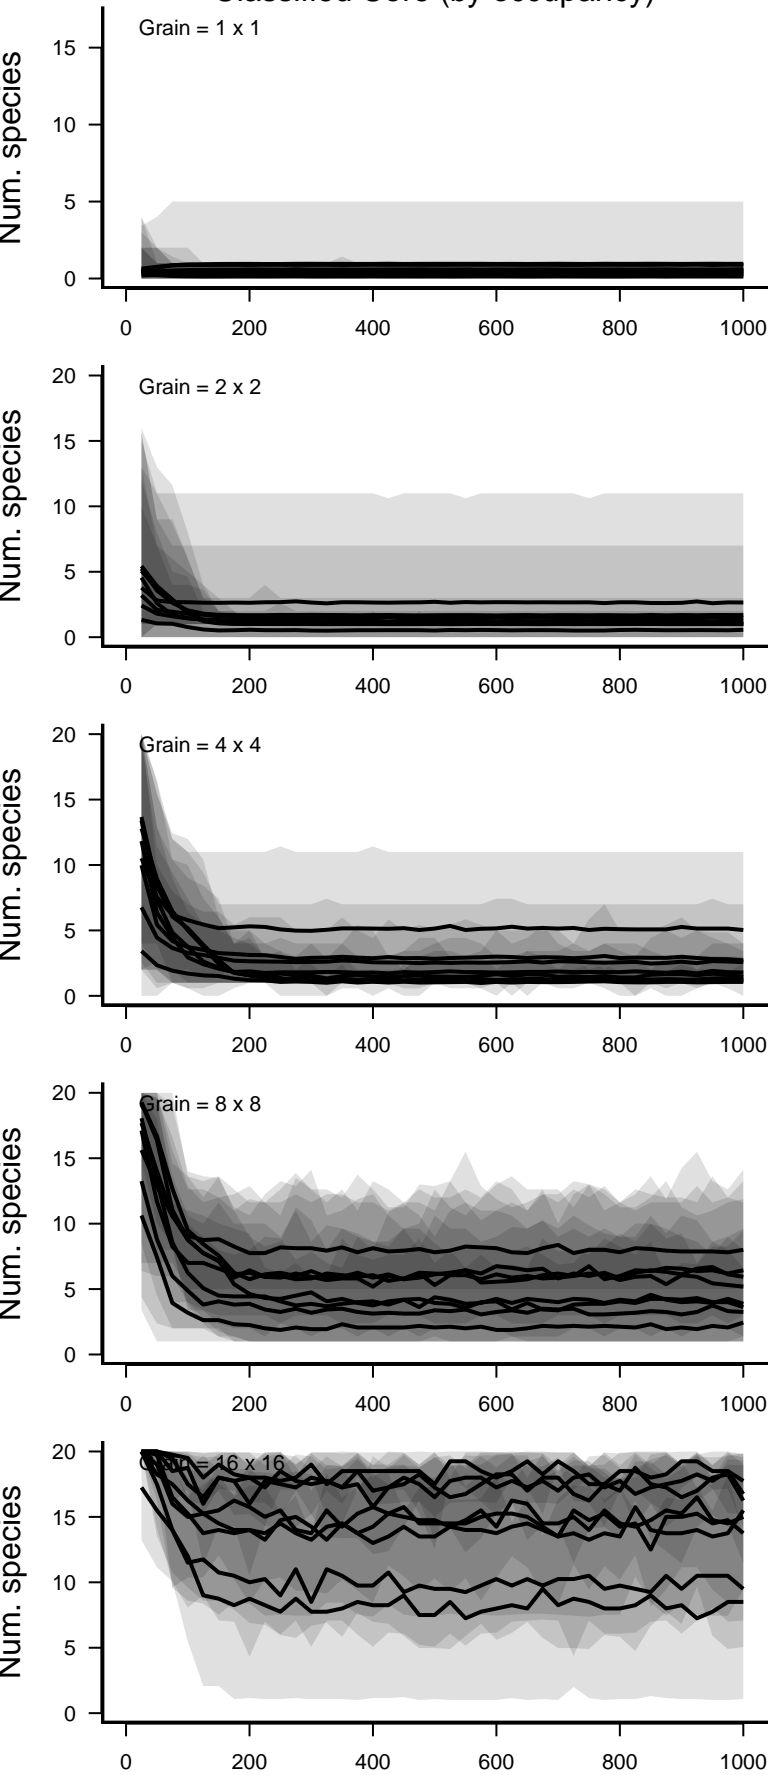 Classified Core (by occupancy)
Grain = 1 x 1
Num. species
15
10
5
0
0 200 400 600 800 1000
Grain = 2 x 2
Num. species
20
15
10
5
0
0 200 400 600 800 1000
Grain = 4 x 4
Num. species
20
15
10
5
0
0 200 400 600 800 1000
Grain = 8 x 8
Num. species
20
15
10
5
0
0 200 400 600 800 1000
Grain = 16 x 16
Num. species
20
15
10
5
0
0 200 400 600 800 1000